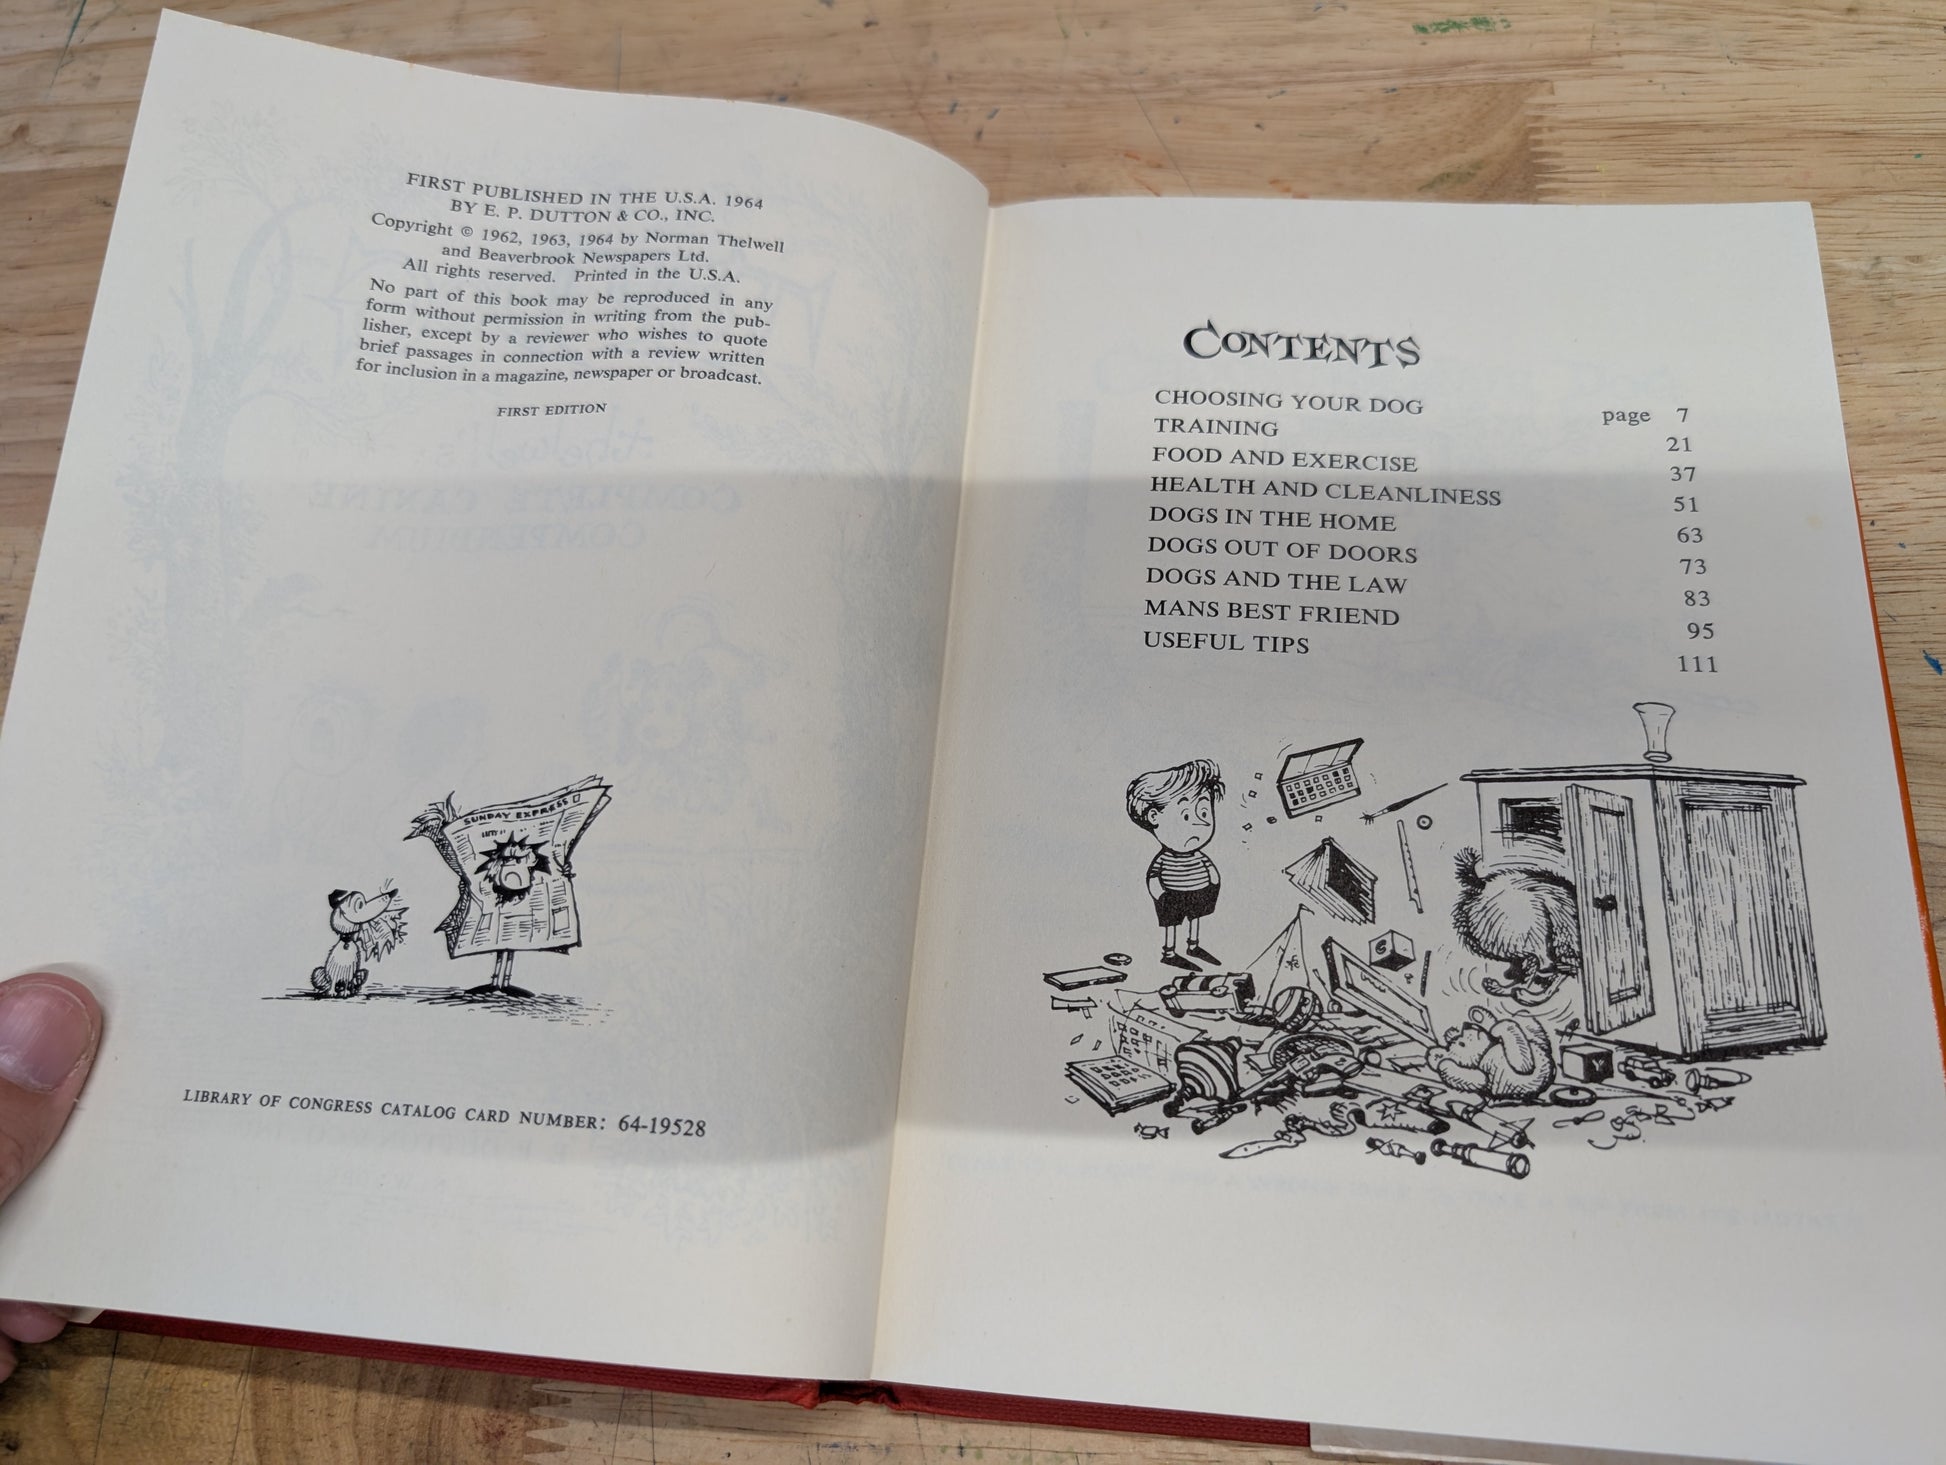 FIRST PUBLISHED IN THE U.S.A. 1964
BY E. P. DUTTON & CO., INC.
Copyright © 1962, 1963, 1964 by Norman Thelwell
and Beaverbrook Newspapers Ltd.
All rights reserved. Printed in the U.S.A.
No part of this book may be reproduced in any
form without permission in writing from the pub-
lisher, except by a reviewer who wishes to quote
brief passages in connection with a review written
for inclusion in a magazine, newspaper or broadcast.
FIRST EDITION
SUNDAY EXPRESS
LIBRARY OF CONGRESS CATALOG CARD NUMBER: 64-19528
CONTENTS
CHOOSING YOUR DOG page 7
TRAINING 21
FOOD AND EXERCISE 37
HEALTH AND CLEANLINESS 51
DOGS IN THE HOME 63
DOGS OUT OF DOORS 73
DOGS AND THE LAW 83
MANS BEST FRIEND 95
USEFUL TIPS 111
Y